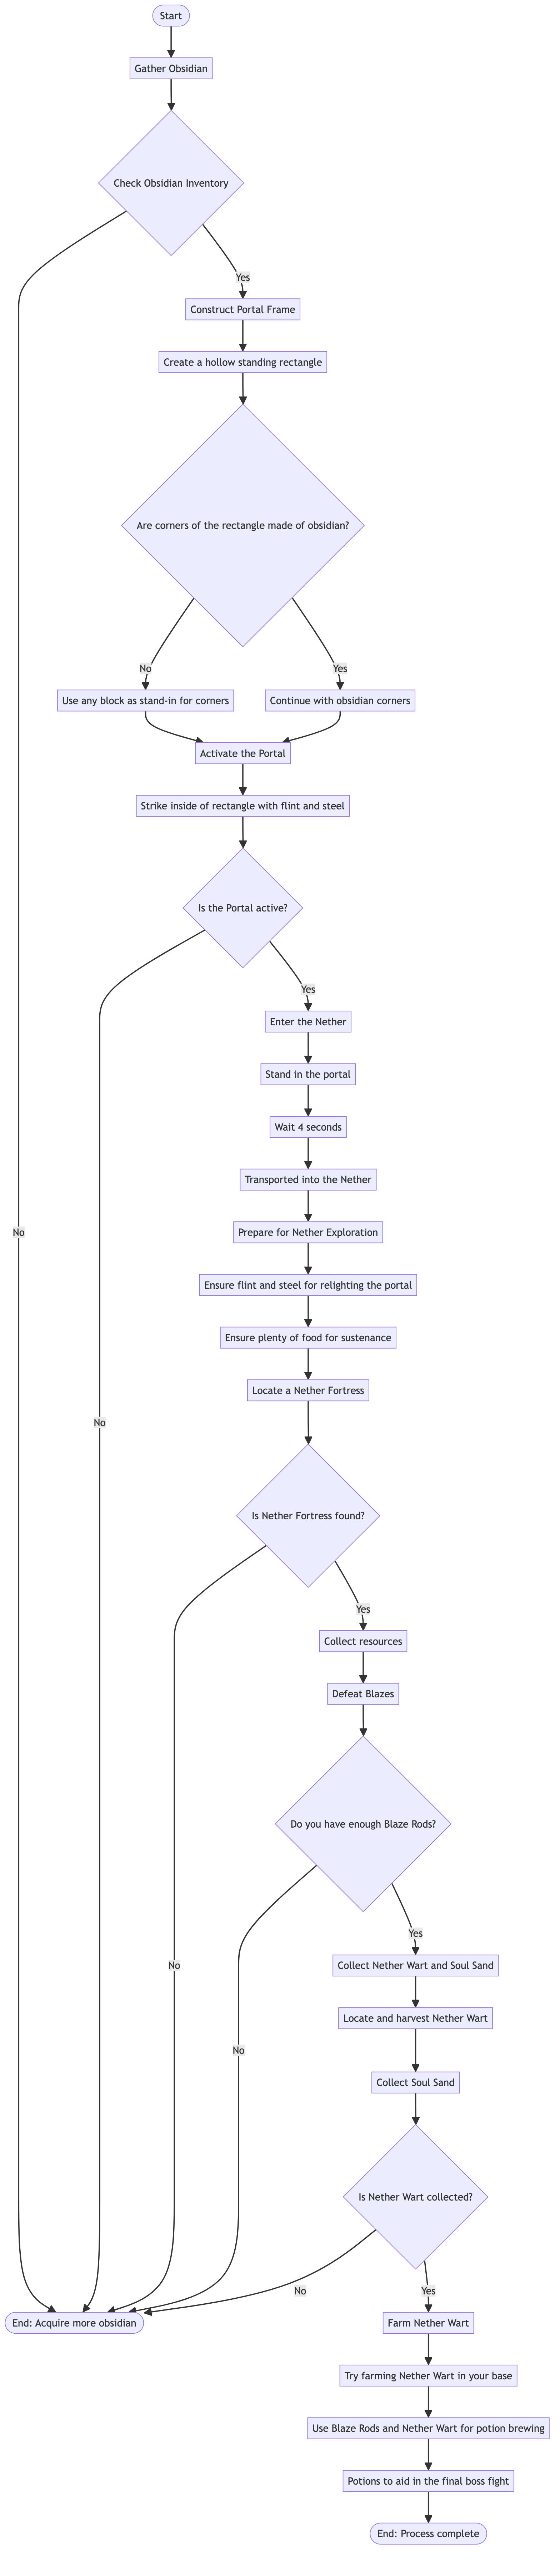 Start
Gather Obsidian
Check Obsidian Inventory
Yes
Construct Portal Frame
Create a hollow standing rectangle
Are corners of the rectangle made of obsidian?
No
Yes
Use any block as stand-in for corners
Continue with obsidian corners
Activate the Portal
Strike inside of rectangle with flint and steel
Is the Portal active?
Yes
Enter the Nether
Stand in the portal
Wait 4 seconds
Transported into the Nether
No
Prepare for Nether Exploration
Ensure flint and steel for relighting the portal
Ensure plenty of food for sustenance
Locate a Nether Fortress
No
Is Nether Fortress found?
Yes
Collect resources
Defeat Blazes
Do you have enough Blaze Rods?
Yes
No
Collect Nether Wart and Soul Sand
Locate and harvest Nether Wart
No
Collect Soul Sand
Is Nether Wart collected?
No
Yes
End: Acquire more obsidian
Farm Nether Wart
Try farming Nether Wart in your base
Use Blaze Rods and Nether Wart for potion brewing
Potions to aid in the final boss fight
End: Process complete